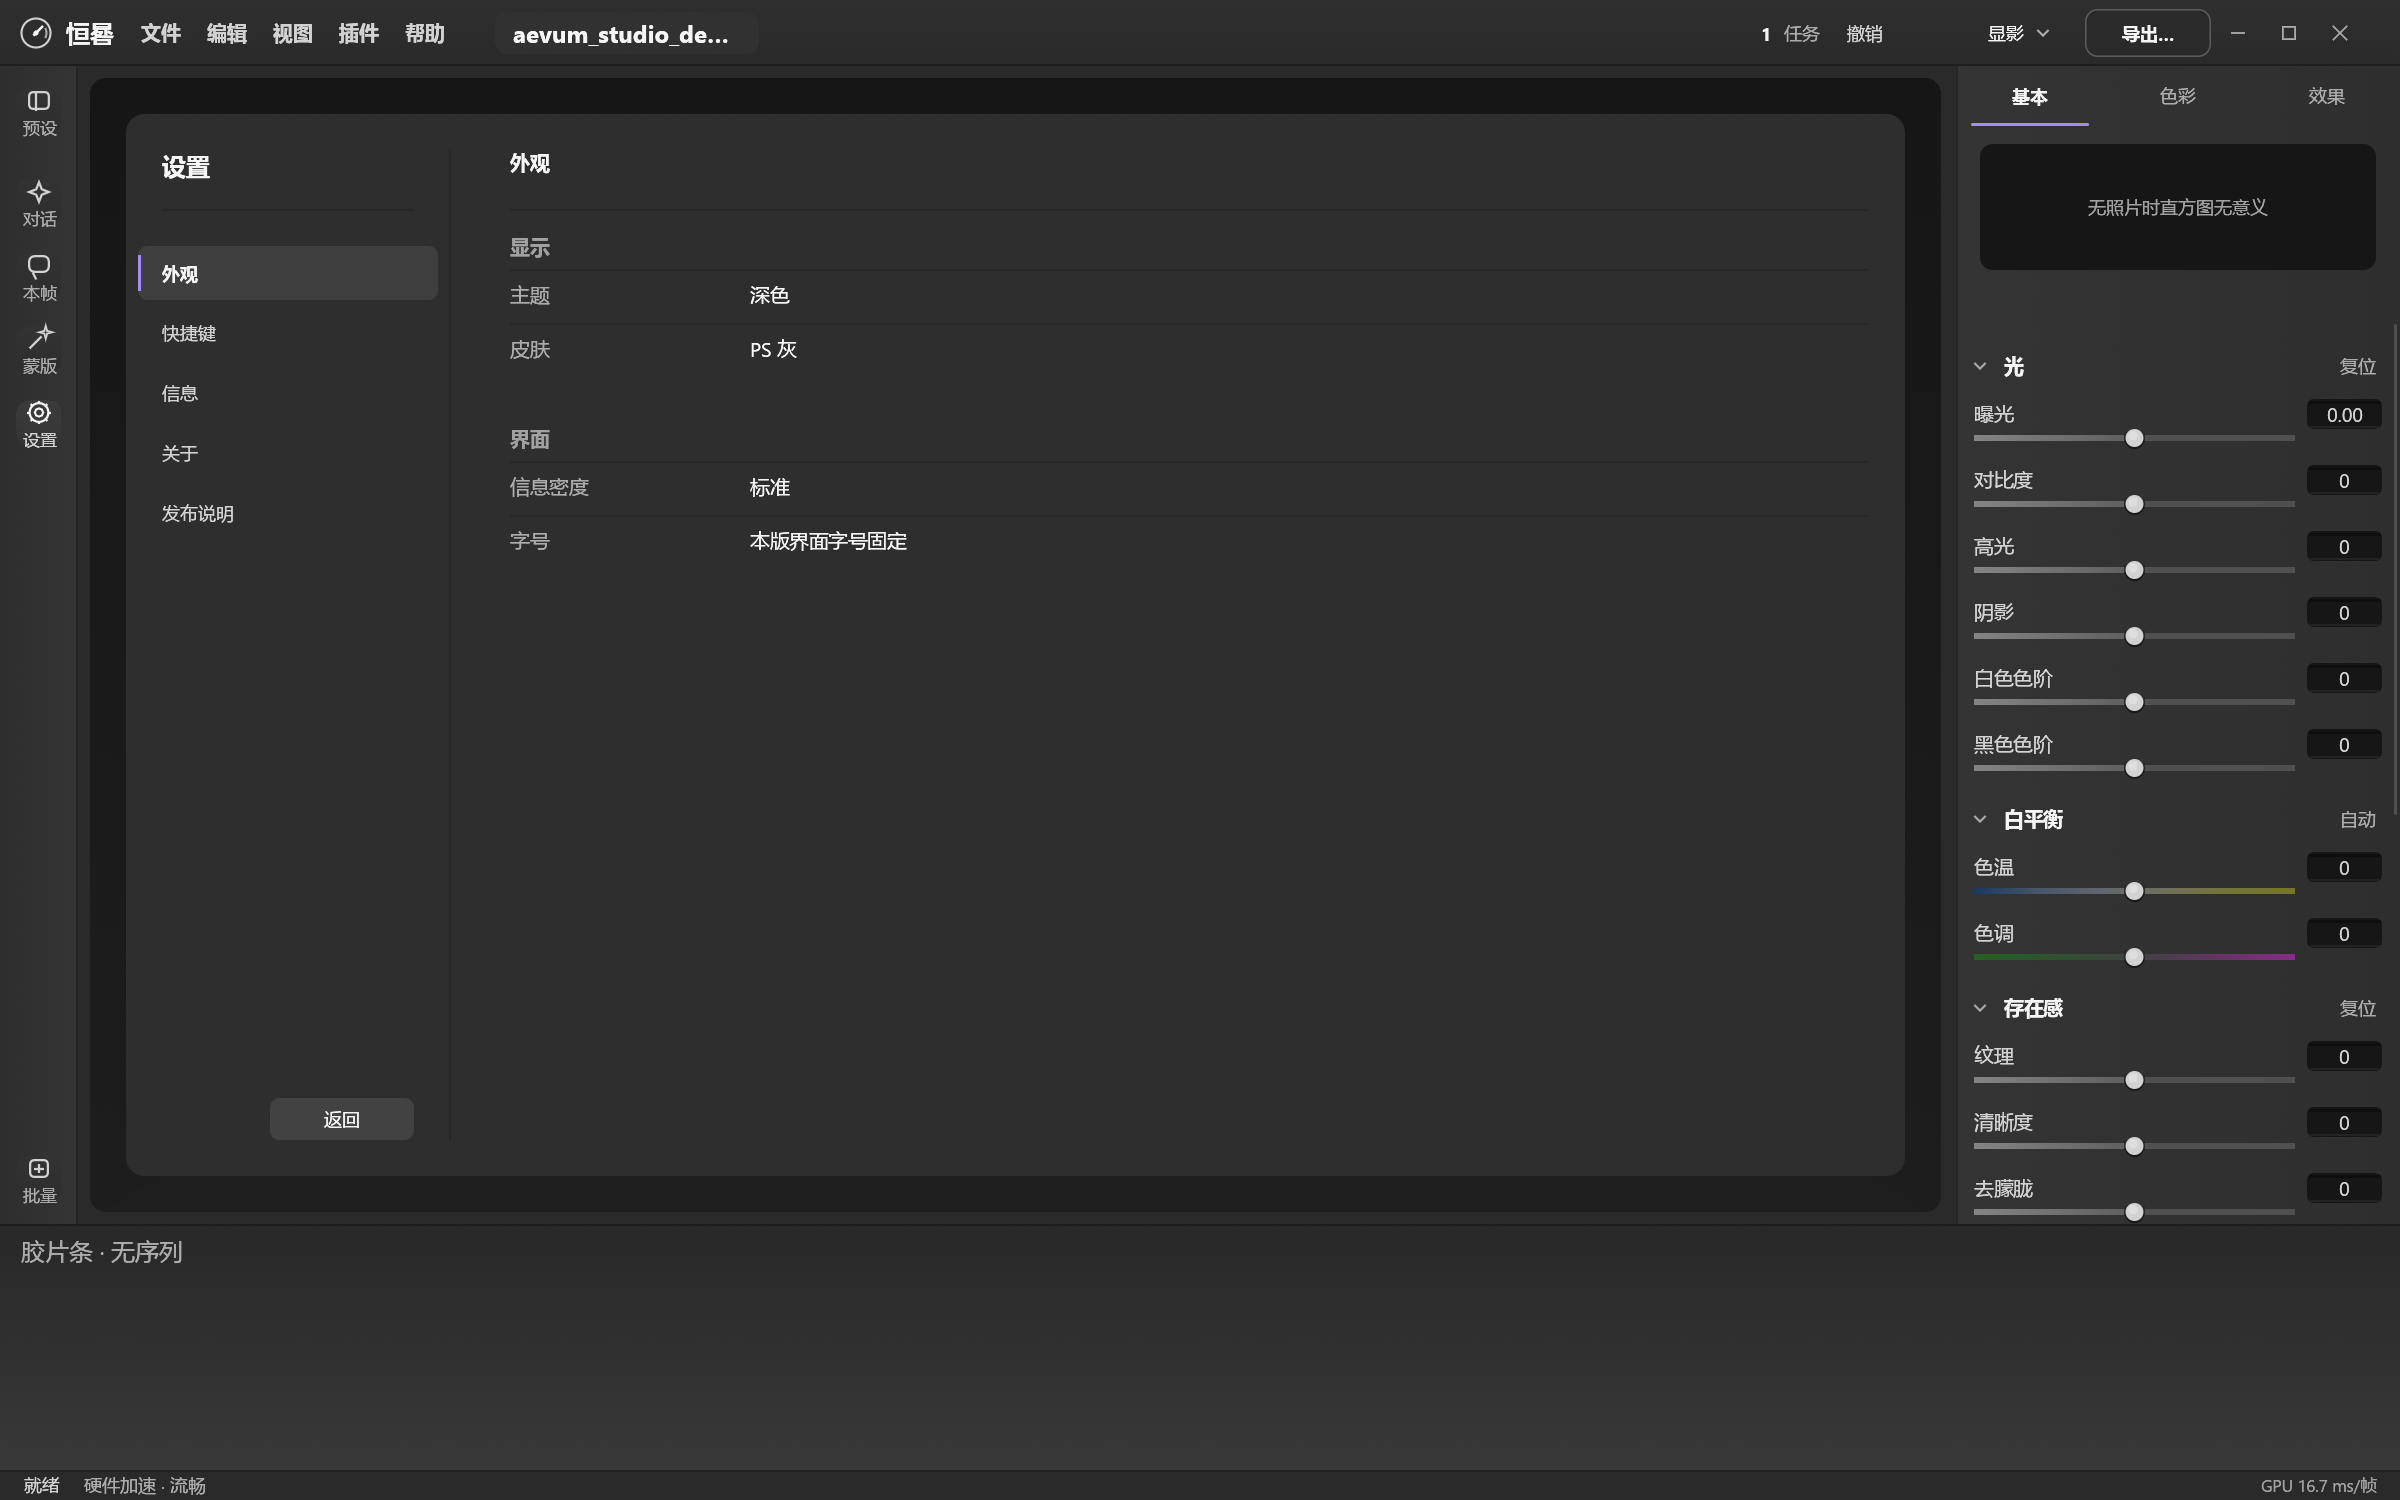 恒晷 文件 编辑 视图 插件 帮助 aevum_studio_de... 1 任务 撤销 显影 导出...
预设
对话
本帧
蒙版
设置
批量
设置
外观
快捷键
信息
关于
发布说明
返回
外观
显示
主题 深色
皮肤 PS 灰
界面
信息密度 标准
字号 本版界面字号固定
基本 色彩 效果
无照片时直方图无意义
光 复位
曝光 0.00
对比度 0
高光 0
阴影 0
白色色阶 0
黑色色阶 0
白平衡 自动
色温 0
色调 0
存在感 复位
纹理 0
清晰度 0
去朦胧 0
胶片条 · 无序列
就绪 硬件加速 · 流畅 GPU 16.7 ms/帧